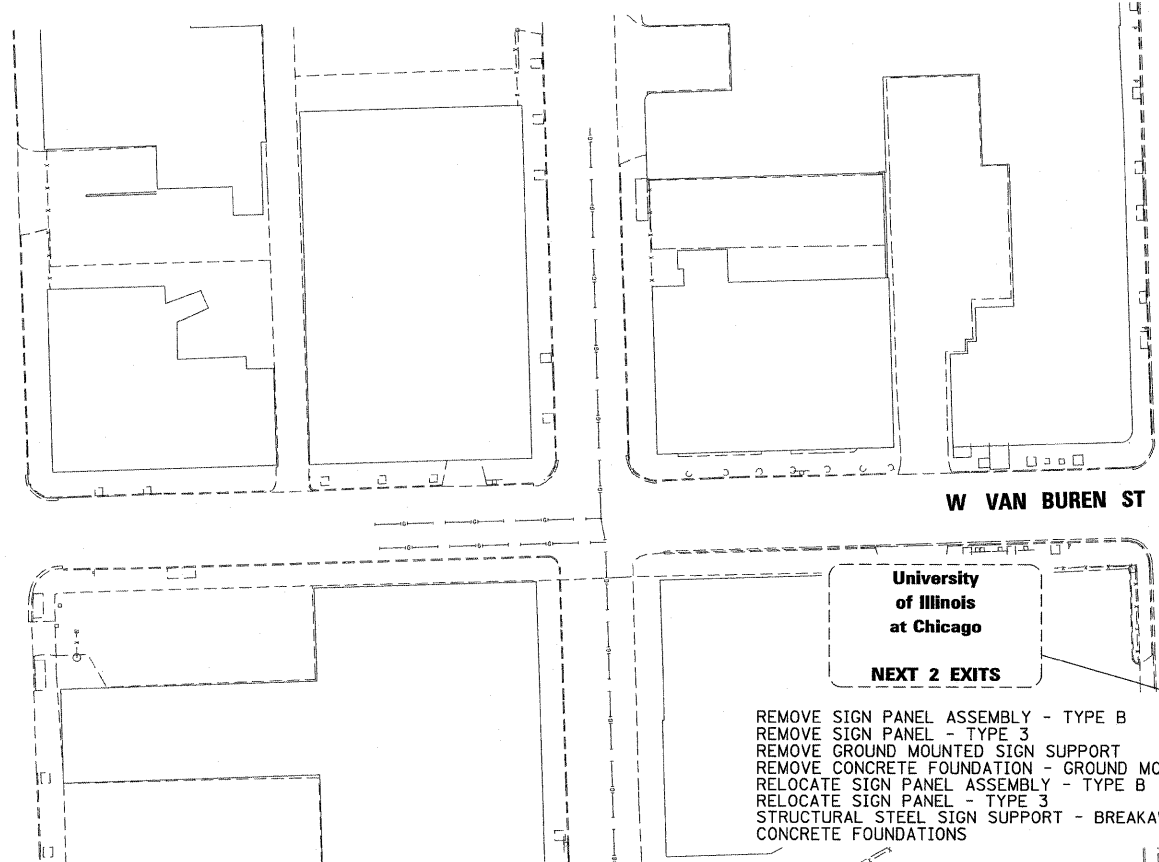 W VAN BUREN ST
University
of Illinois
at Chicago
NEXT 2 EXITS
REMOVE SIGN PANEL ASSEMBLY - TYPE B
REMOVE SIGN PANEL - TYPE 3
REMOVE GROUND MOUNTED SIGN SUPPORT
REMOVE CONCRETE FOUNDATION - GROUND MO
RELOCATE SIGN PANEL ASSEMBLY - TYPE B
RELOCATE SIGN PANEL - TYPE 3
STRUCTURAL STEEL SIGN SUPPORT - BREAKA
CONCRETE FOUNDATIONS